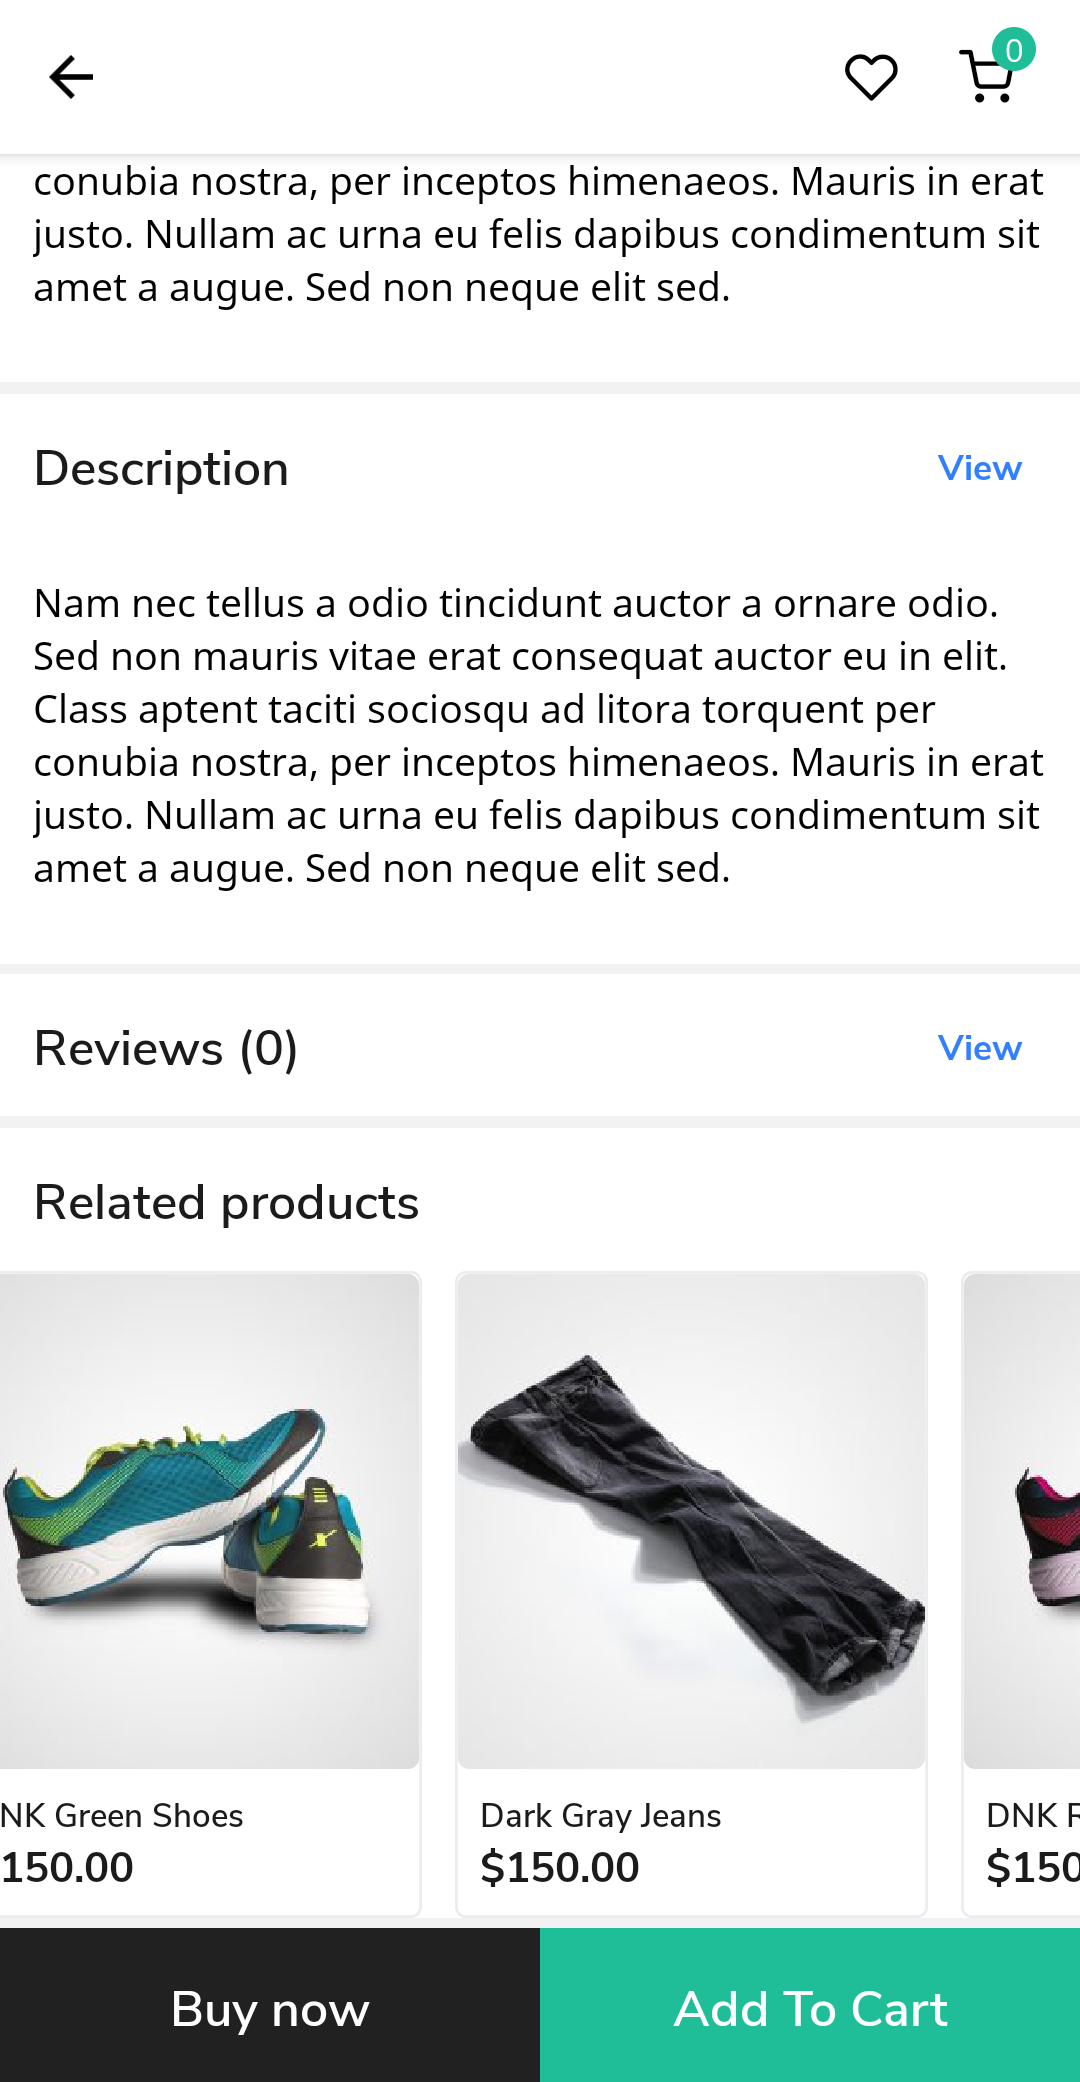 0
conubia nostra, per inceptos himenaeos. Mauris in erat
justo. Nullam ac urna eu felis dapibus condimentum sit
amet a augue. Sed non neque elit sed.
Description
View
Nam nec tellus a odio tincidunt auctor a ornare odio.
Sed non mauris vitae erat consequat auctor eu in elit.
Class aptent taciti sociosqu ad litora torquent per
conubia nostra, per inceptos himenaeos. Mauris in erat
justo. Nullam ac urna eu felis dapibus condimentum sit
amet a augue. Sed non neque elit sed.
Reviews (0)
View
Related products
NK Green Shoes
150.00
Dark Gray Jeans
$150.00
DNK
$150
Buy now
Add To Cart